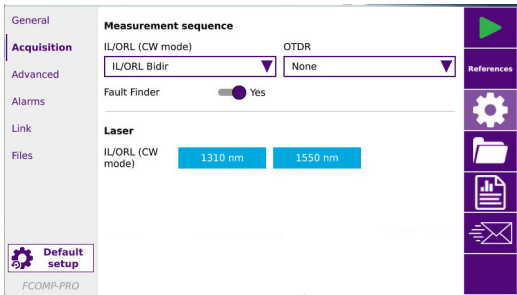 General
Acquisition
Advanced
Alarms
Link
Files
Default
setup
FCOMP-PRO
Measurement sequence
IL/ORL (CW mode)
IL/ORL Bidir
OTDR
None
Fault Finder
Yes
Laser
IL/ORL (CW
mode)
1310 nm
1550 nm
References